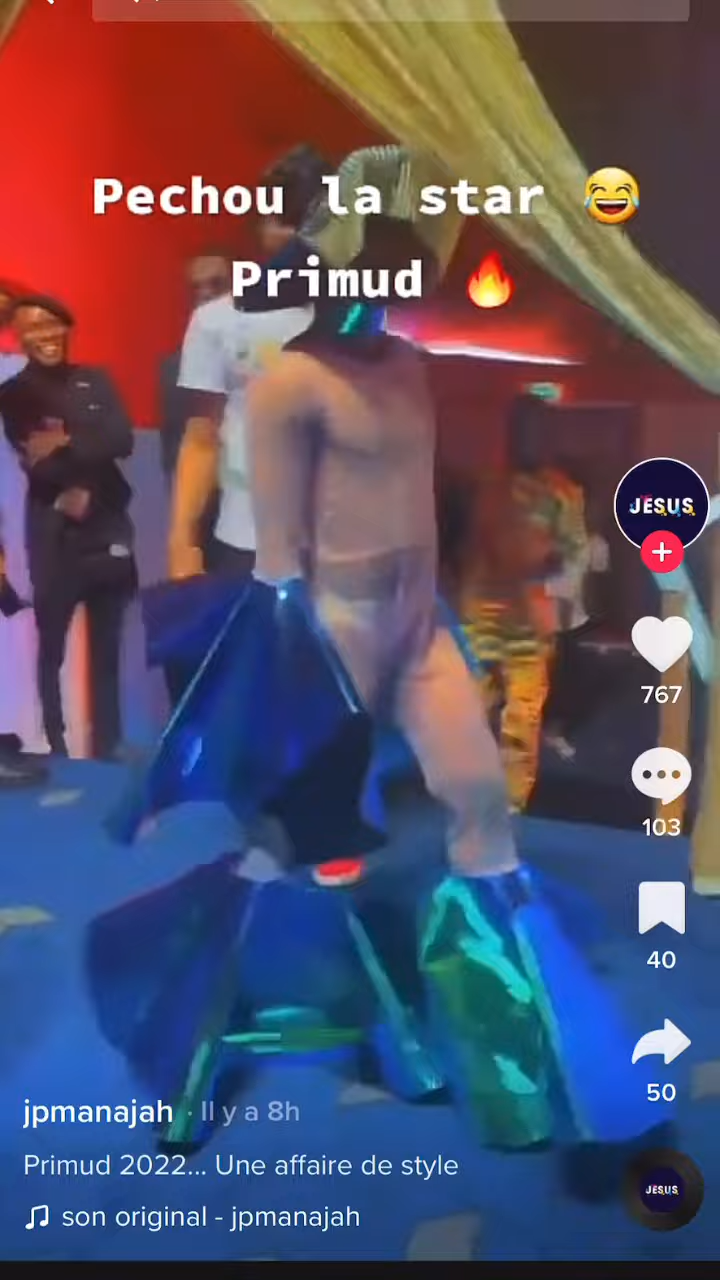 Pechou la star 😂
Primud 🔥
JESUS
767
103
40
50
jpmanajah · Il y a 8h
Primud 2022... Une affaire de style
son original - jpmanajah
JESUS